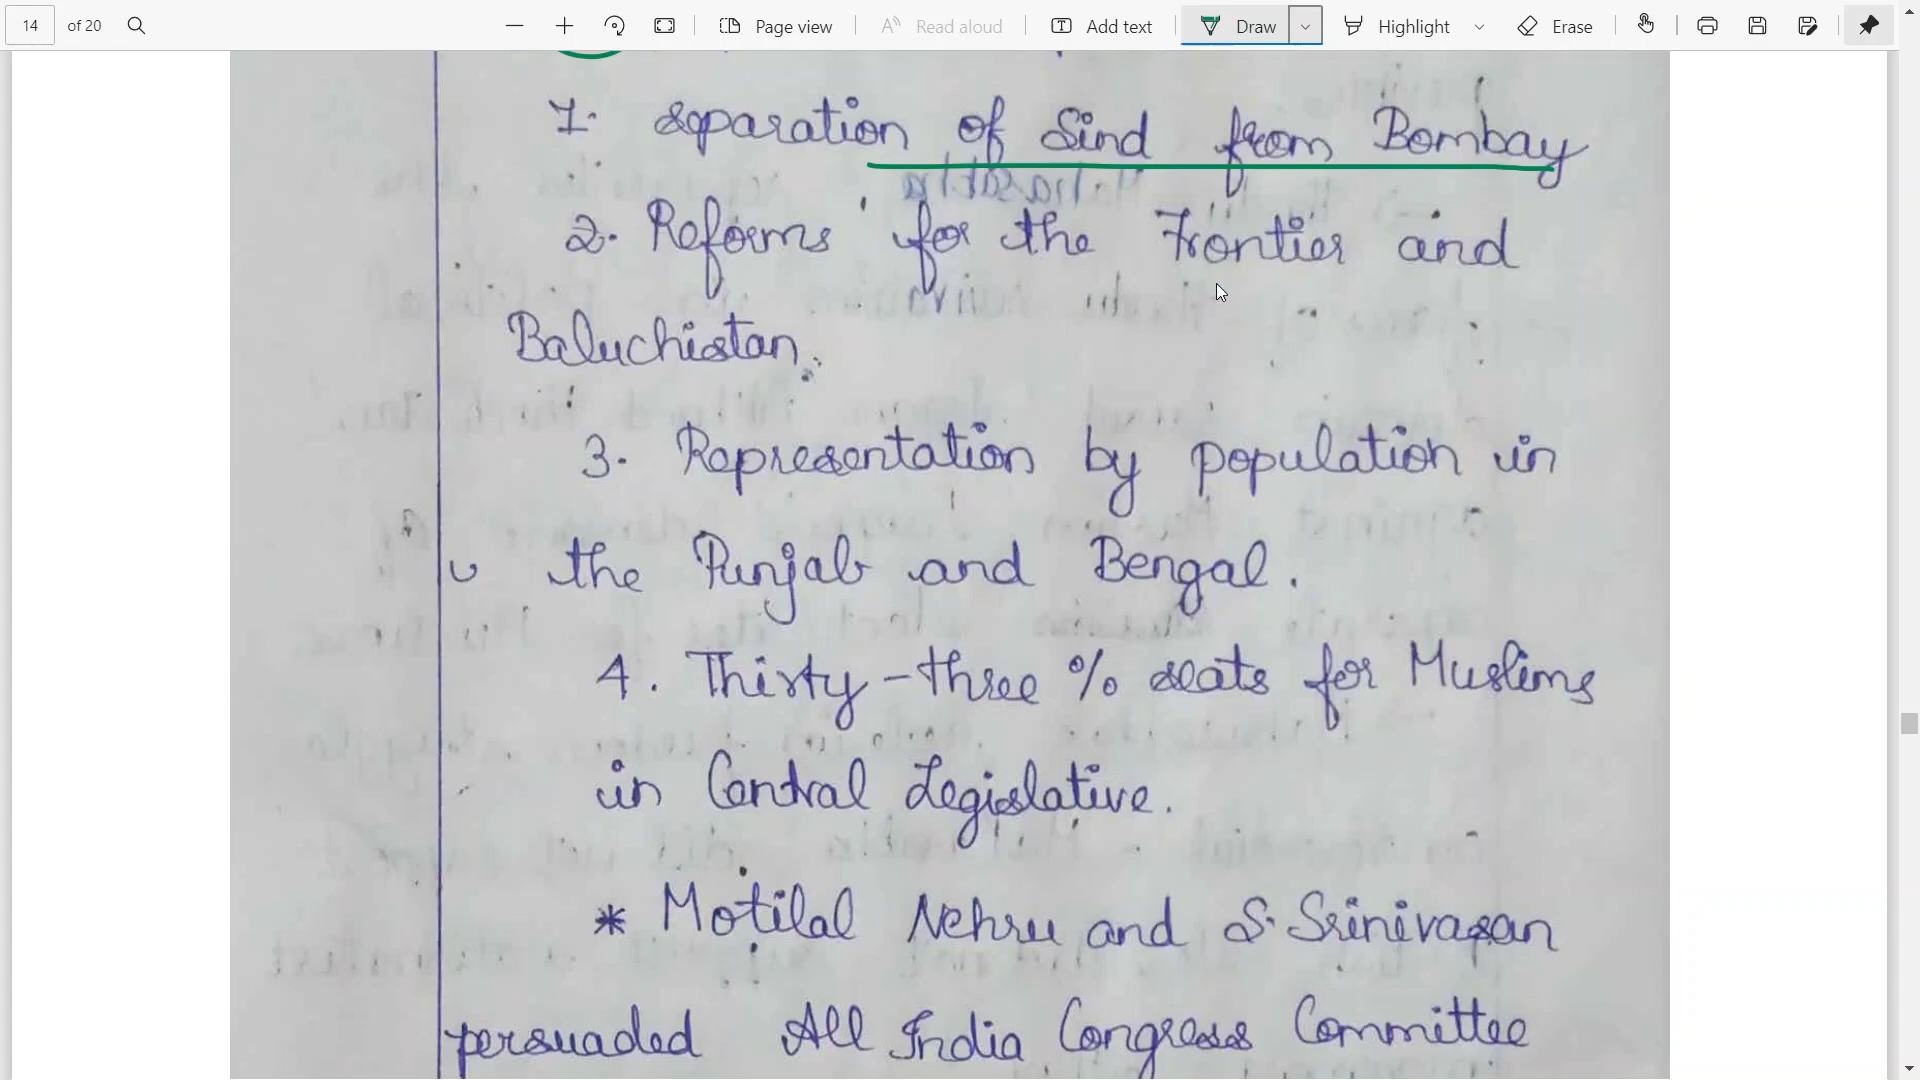 14 of 20 Page view Read aloud Add text Draw Highlight Erase
1. separation of Sind from Bombay
2. Reforms for the Frontier and
Baluchistan.
3. Representation by population in
the Punjab and Bengal.
4. Thirty-three % seats for Muslims
in Central Legislative.
* Motilal Nehru and S. Srinivasan
persuaded All India Congress Committee